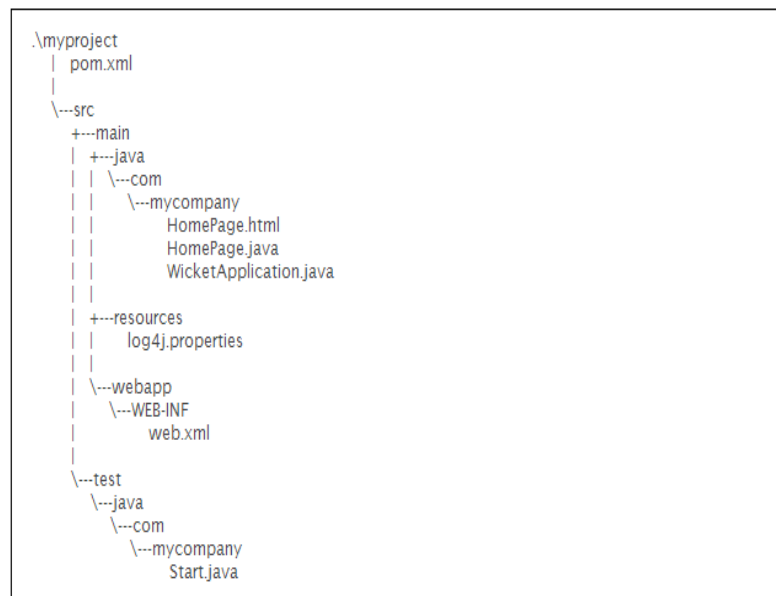 .\myproject
| pom.xml
|
\---src
+---main
| +---java
| | \---com
| | \---mycompany
| | HomePage.html
| | HomePage.java
| | WicketApplication.java
| |
| +---resources
| | log4j.properties
| |
| \---webapp
| \---WEB-INF
| web.xml
|
\---test
\---java
\---com
\---mycompany
Start.java